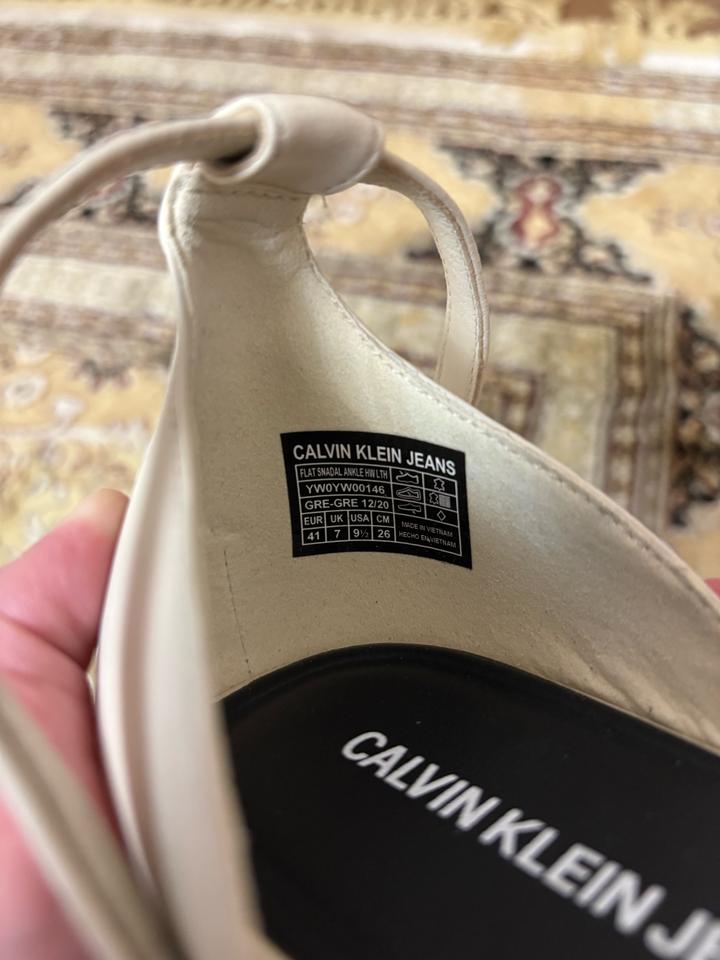 CALVIN KLEIN JEANS
FLAT SNADAL ANKLE HW LTH
YW0YW00146
GRE-GRE 12/20
EUR UK USA CM
41 7 9½ 26
MADE IN VIETNAM
HECHO EN VIETNAM
CALVIN KLEIN JE